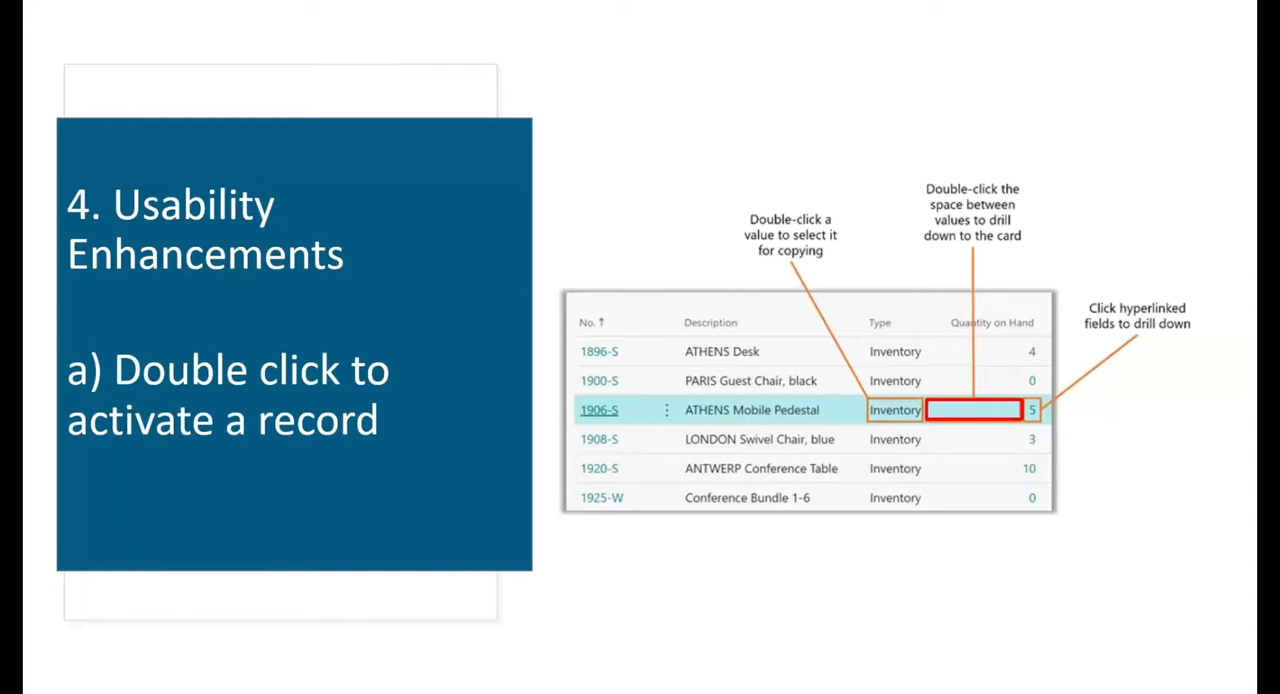 4. Usability
Enhancements
a) Double click to
activate a record
Double-click a
value to select it
for copying
Double-click the
space between
values to drill
down to the card
Click hyperlinked
fields to drill down
No. ↑ Description Type Quantity on Hand
1896-S ATHENS Desk Inventory 4
1900-S PARIS Guest Chair, black Inventory 0
1906-S ⋮ ATHENS Mobile Pedestal Inventory 5
1908-S LONDON Swivel Chair, blue Inventory 3
1920-S ANTWERP Conference Table Inventory 10
1925-W Conference Bundle 1-6 Inventory 0